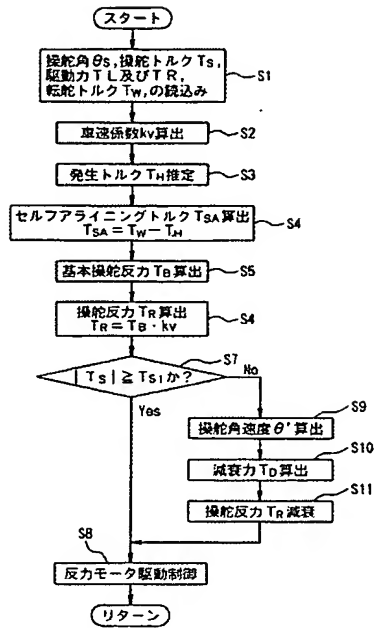 スタート
操舵角θS,操舵トルクTS,
駆動力TL及びTR,
転舵トルクTW,の読込み
S1
車速係数kv算出
S2
発生トルクTH推定
S3
セルフアライニングトルクTSA算出
TSA=TW-TH
S4
基本操舵反力TB算出
S5
操舵反力TR算出
TR=TB・kv
S4
S7
|TS|≧TS1か?
No
Yes
S9
操舵角速度θ'算出
S10
減衰力TD算出
S11
操舵反力TR減衰
S8
反力モータ駆動制御
リターン